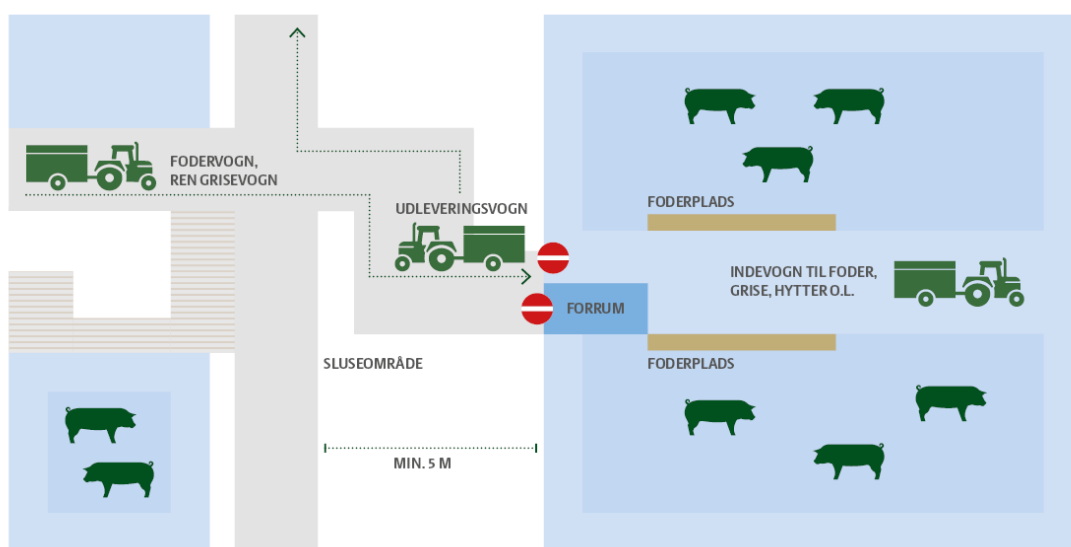 FODERVOGN,
REN GRISEVOGN
UDLEVERINGSVOGN
FODERPLADS
INDEVOGN TIL FODER,
GRISE, HYTTER O.L.
FORRUM
SLUSEOMRÅDE
FODERPLADS
MIN. 5 M